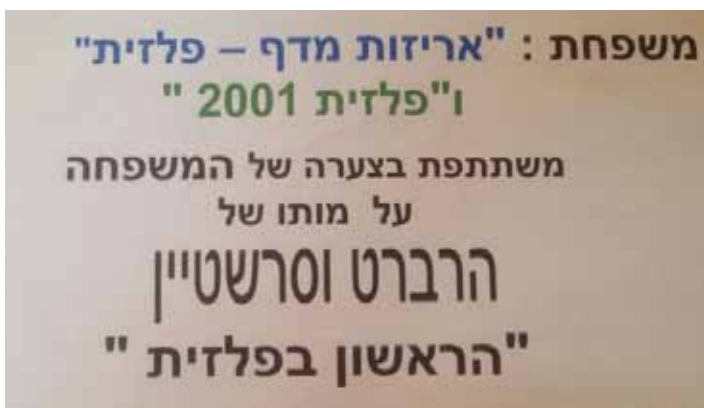 משפחת : "אריזות מדף – פלזית"
ו"פלזית 2001 "
משתתפת בצערה של המשפחה
על מותו של
הרברט וסרשטיין
"הראשון בפלזית "